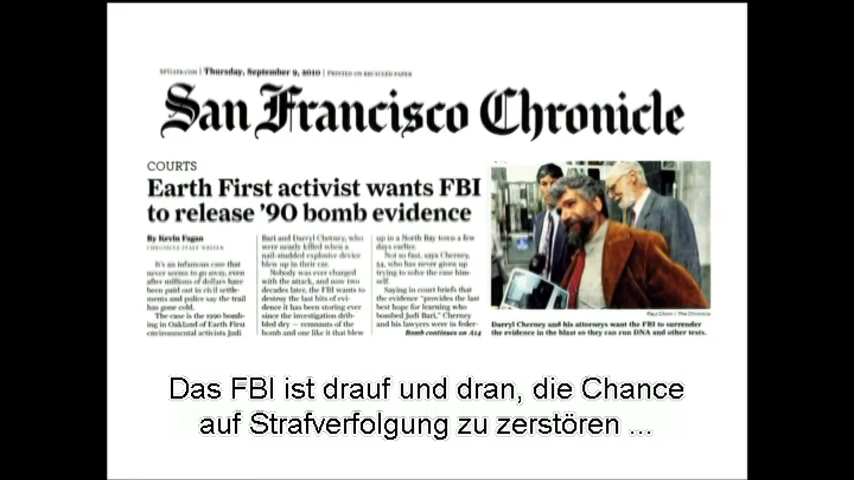 SFGATE.COM | Thursday, September 9, 2010 | PRINTED ON RECYCLED PAPER
San Francisco Chronicle
COURTS
Earth First activist wants FBI
to release '90 bomb evidence
By Kevin Fagan
CHRONICLE STAFF WRITER
It's an infamous case that
never seems to go away, even
after millions of dollars have
been paid out in civil settle-
ments and police say the trail
has gone cold.
The case is the 1990 bomb-
ing in Oakland of Earth First
environmental activists Judi
Bari and Darryl Cherney, who
were nearly killed when a
nail-studded explosive device
blew up in their car.
Nobody was ever charged
with the attack, and now two
decades later, the FBI wants to
destroy the last bits of evi-
dence it has been storing ever
since the investigation drib-
bled dry — remnants of the
bomb and one like it that blew
up in a North Bay town a few
days earlier.
Not so fast, says Cherney,
54, who has never given up
trying to solve the case him-
self.
Saying in court briefs that
the evidence "provides the last
best hope for learning who
bombed Judi Bari," Cherney
and his lawyers were in feder-
Bomb continues on A14
Paul Chinn / The Chronicle
Darryl Cherney and his attorneys want the FBI to surrender
the evidence in the blast so they can run DNA and other tests.
Das FBI ist drauf und dran, die Chance
auf Strafverfolgung zu zerstören ...